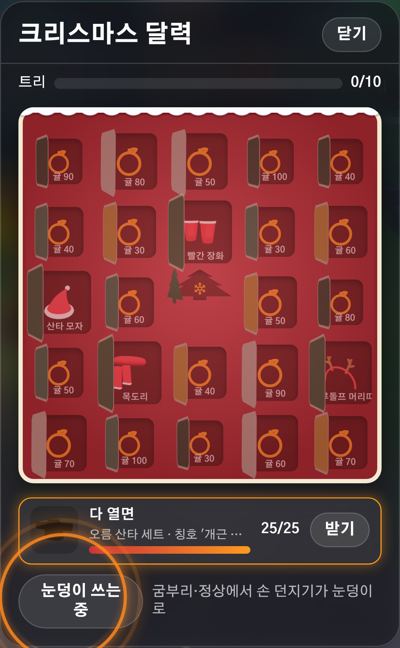 크리스마스 달력
닫기
트리
0/10
귤 90
귤 80
귤 50
귤 100
귤 40
귤 40
귤 30
빨간 장화
귤 30
귤 60
산타 모자
귤 60
귤 50
귤 80
귤 50
목도리
귤 40
귤 90
루돌프 머리띠
귤 70
귤 100
귤 30
귤 60
귤 70
다 열면
오름 산타 세트 · 칭호 ‘개근 ···
25/25
받기
눈덩이 쓰는
중
굼부리·정상에서 손 던지기가 눈덩이
로